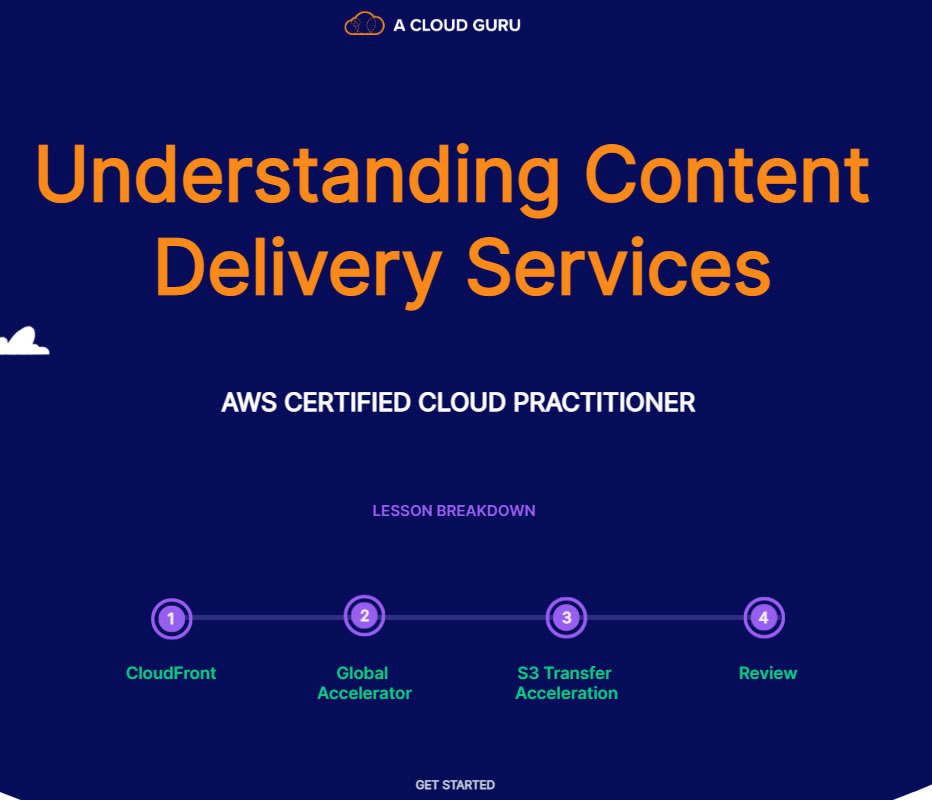 A CLOUD GURU
Understanding Content
Delivery Services
AWS CERTIFIED CLOUD PRACTITIONER
LESSON BREAKDOWN
1 2 3 4
CloudFront Global S3 Transfer Review
Accelerator Acceleration
GET STARTED